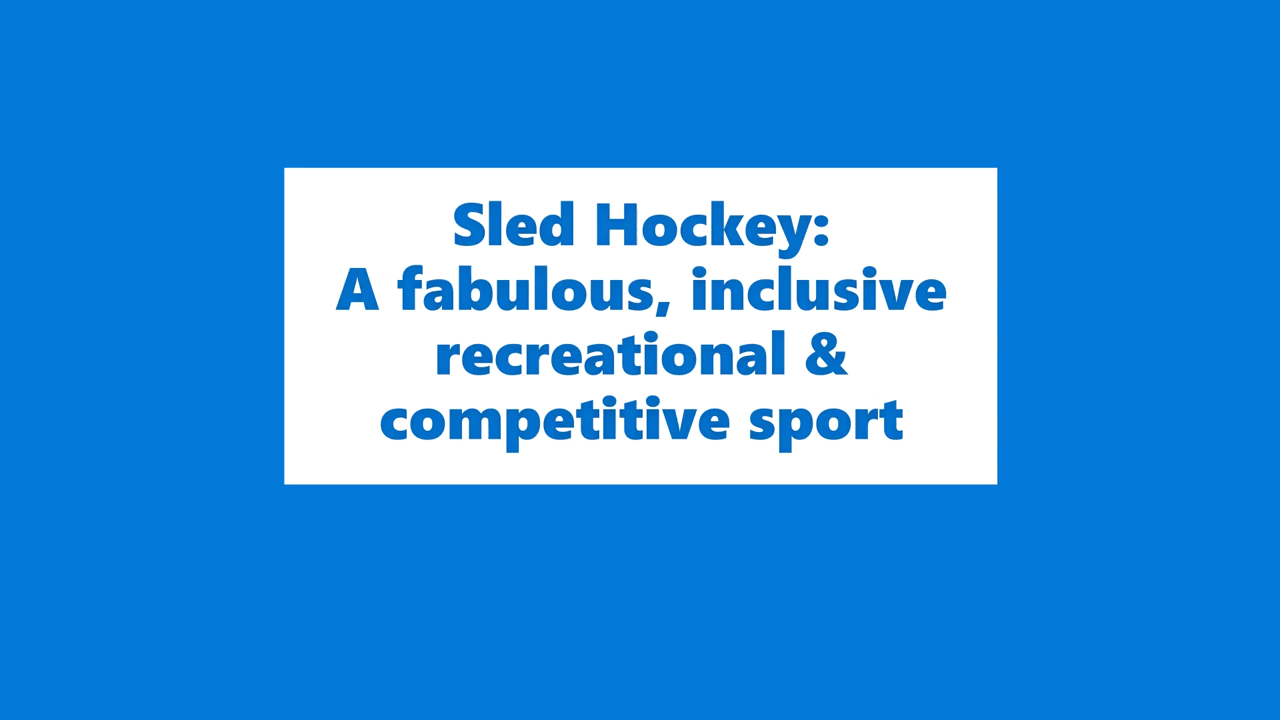 Sled Hockey:
A fabulous, inclusive
recreational &
competitive sport